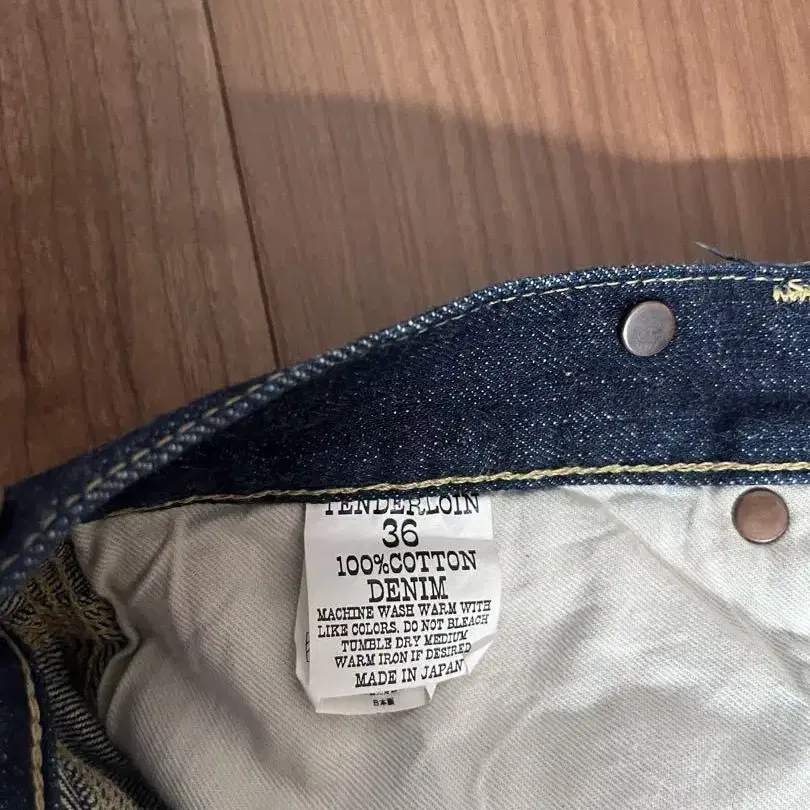 TENDERLOIN
36
100%COTTON
DENIM
MACHINE WASH WARM WITH
LIKE COLORS, DO NOT BLEACH
TUMBLE DRY MEDIUM
WARM IRON IF DESIRED
MADE IN JAPAN
日本製